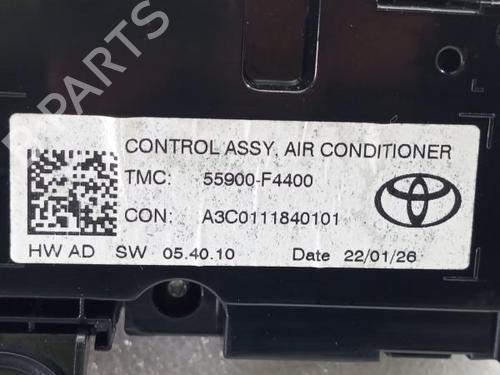 B-PARTS
CONTROL ASSY. AIR CONDITIONER
TMC: 55900-F4400
CON: A3C0111840101
HW AD SW 05.40.10 Date 22/01/26